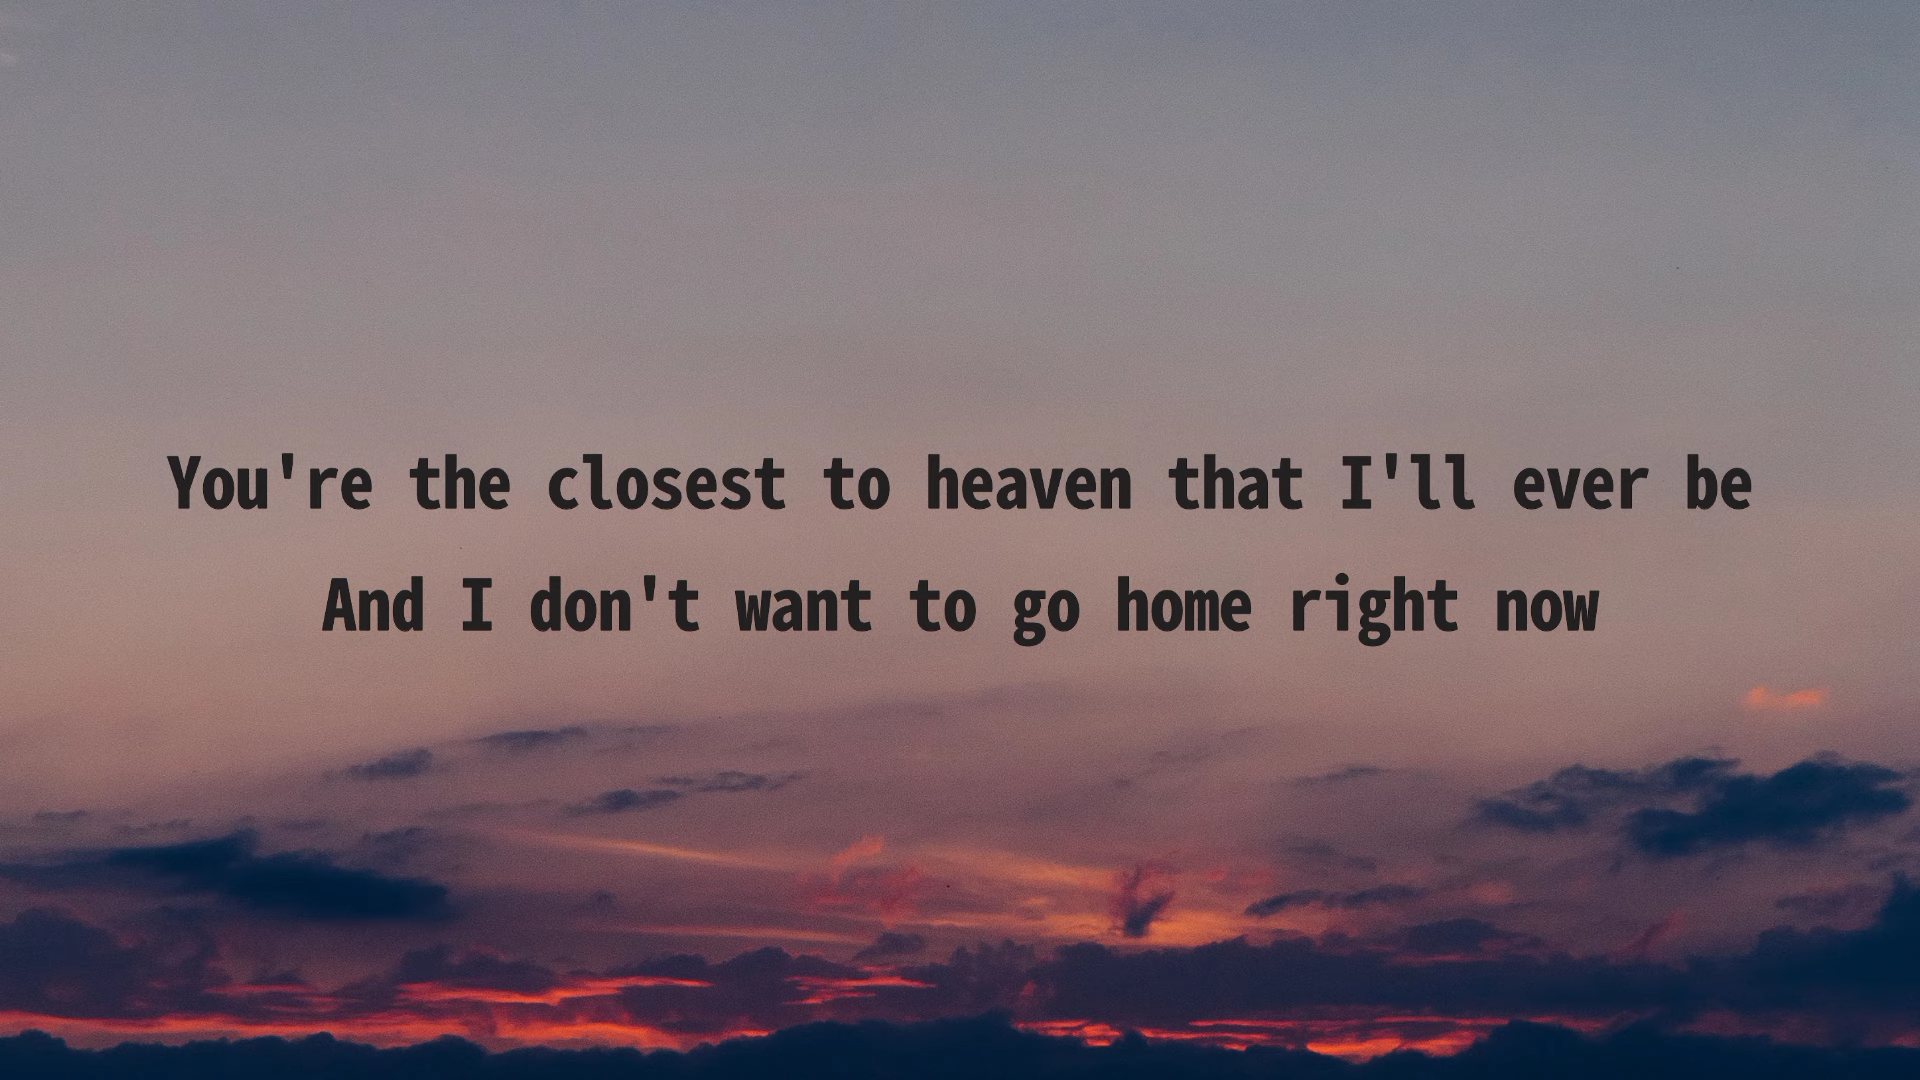 You're the closest to heaven that I'll ever be
And I don't want to go home right now